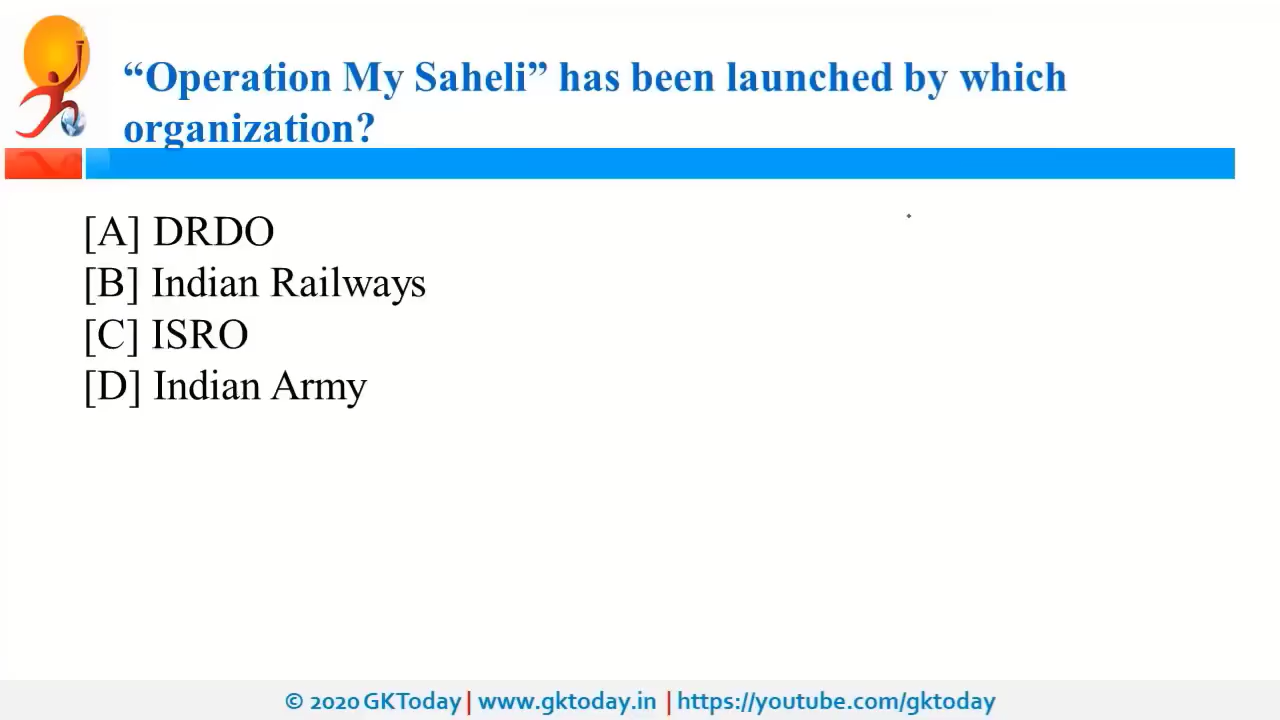 “Operation My Saheli” has been launched by which
organization?
[A] DRDO
[B] Indian Railways
[C] ISRO
[D] Indian Army
© 2020 GKToday | www.gktoday.in | https://youtube.com/gktoday